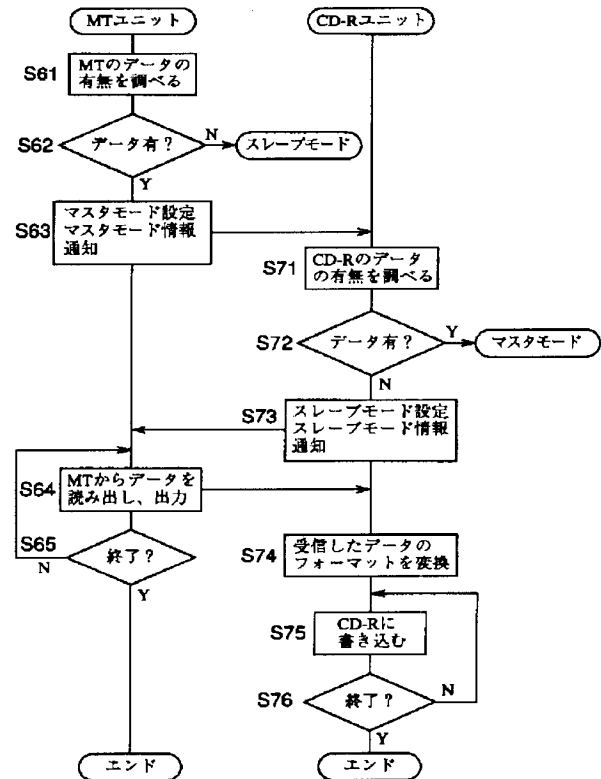 MTユニット
CD-Rユニット
S61
MTのデータの
有無を調べる
S62
データ有?
N
スレーブモード
Y
S63
マスタモード設定
マスタモード情報
通知
S71
CD-Rのデータ
の有無を調べる
S72
データ有?
Y
マスタモード
N
S73
スレーブモード設定
スレーブモード情報
通知
S64
MTからデータを
読み出し、出力
S65
終了?
N
Y
S74
受信したデータの
フォーマットを変換
S75
CD-Rに
書き込む
S76
終了?
N
Y
エンド
エンド